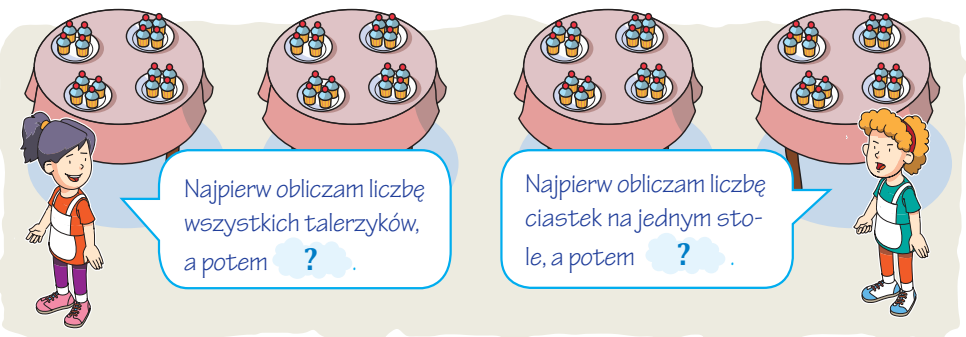 Najpierw obliczam liczbę
wszystkich talerzyków,
a potem ? .
Najpierw obliczam liczbę
ciastek na jednym sto-
le, a potem ? .